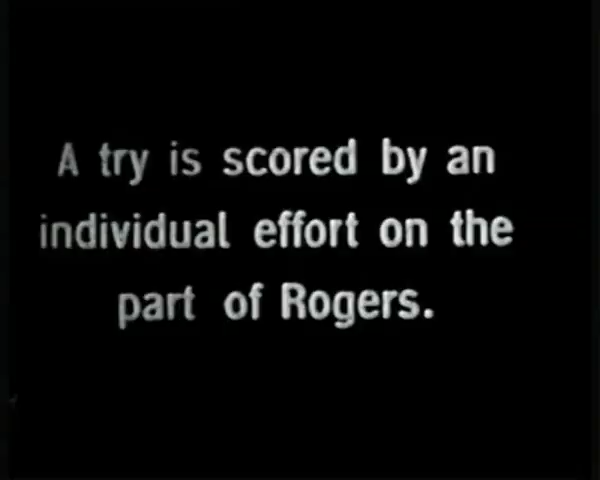 A try is scored by an
individual effort on the
part of Rogers.